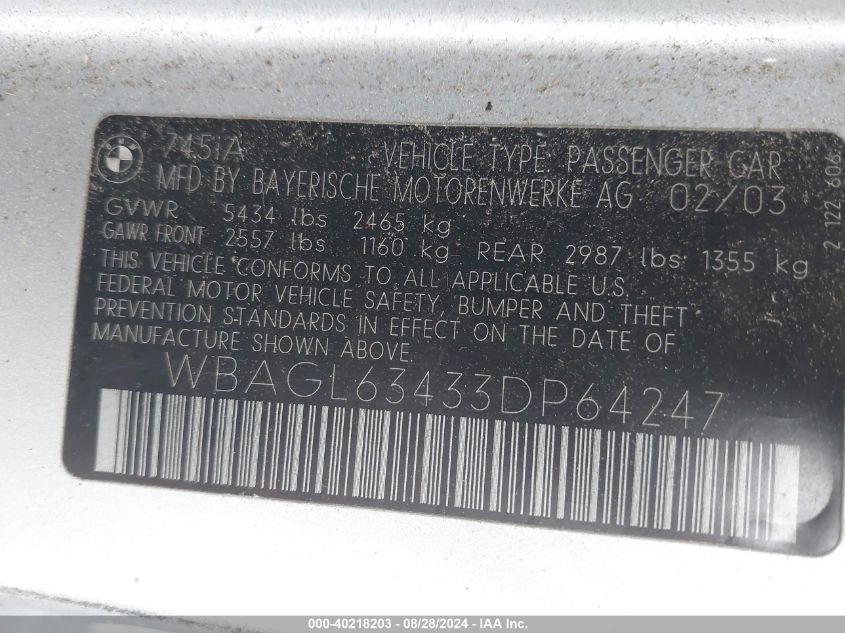 BMW
745iA VEHICLE TYPE: PASSENGER CAR
MFD BY BAYERISCHE MOTORENWERKE AG 02/03
GVWR 5434 lbs 2465 kg
GAWR FRONT 2557 lbs 1160 kg REAR 2987 lbs 1355 kg
THIS VEHICLE CONFORMS TO ALL APPLICABLE U.S.
FEDERAL MOTOR VEHICLE SAFETY, BUMPER AND THEFT
PREVENTION STANDARDS IN EFFECT ON THE DATE OF
MANUFACTURE SHOWN ABOVE.
WBAGL63433DP64247
2 122 606
000-40218203 - 08/28/2024 - IAA Inc.